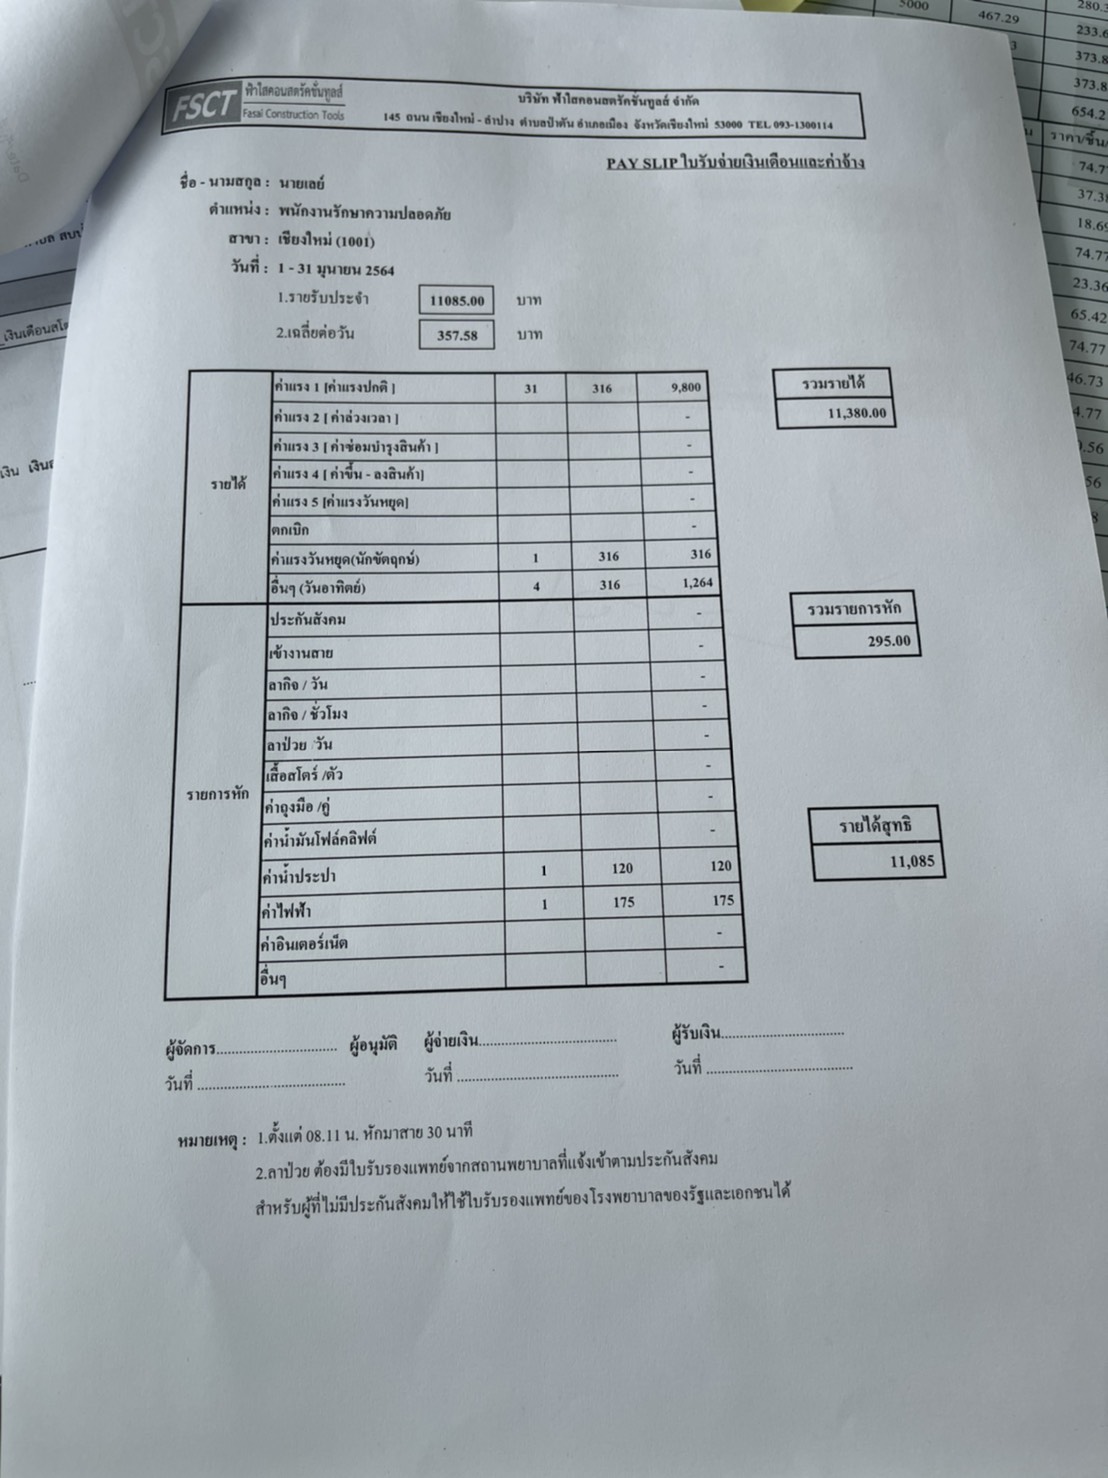 FSCT
ฟ้าใสคอนสตรัคชั่นทูลส์
Fasai Construction Tools
บริษัท ฟ้าใสคอนสตรัคชั่นทูลส์ จำกัด
145 ถนน เชียงใหม่ - ลำปาง ตำบลป่าตัน อำเภอเมือง จังหวัดเชียงใหม่ 53000 TEL 093-1300114
PAY SLIP ใบรับจ่ายเงินเดือนและค่าจ้าง
ชื่อ - นามสกุล : นายเลย์
ตำแหน่ง : พนักงานรักษาความปลอดภัย
สาขา : เชียงใหม่ (1001)
วันที่ : 1 - 31 มุนายน 2564
1.รายรับประจำ 11085.00 บาท
2.เฉลี่ยต่อวัน 357.58 บาท
รายได้
ค่าแรง 1 [ค่าแรงปกติ ] 31 316 9,800
ค่าแรง 2 [ ค่าล่วงเวลา ] -
ค่าแรง 3 [ ค่าซ่อมบำรุงสินค้า ] -
ค่าแรง 4 [ ค่าขึ้น - ลงสินค้า] -
ค่าแรง 5 [ค่าแรงวันหยุด] -
ตกเบิก -
ค่าแรงวันหยุด(นักขัตฤกษ์) 1 316 316
อื่นๆ (วันอาทิตย์) 4 316 1,264
รวมรายได้
11,380.00
รายการหัก
ประกันสังคม -
เข้างานสาย -
ลากิจ / วัน -
ลากิจ / ชั่วโมง -
ลาป่วย /วัน -
เสื้อสโตร์ /ตัว -
ค่าถุงมือ /คู่ -
ค่าน้ำมันโฟล์คลิฟต์ -
ค่าน้ำประปา 1 120 120
ค่าไฟฟ้า 1 175 175
ค่าอินเตอร์เน็ต -
อื่นๆ -
รวมรายการหัก
295.00
รายได้สุทธิ
11,085
ผู้จัดการ.................................. ผู้อนุมัติ ผู้จ่ายเงิน.................................. ผู้รับเงิน..............................
วันที่ .................................... วันที่ ....................................... วันที่ ...................................
หมายเหตุ : 1.ตั้งแต่ 08.11 น. หักมาสาย 30 นาที
2.ลาป่วย ต้องมีใบรับรองแพทย์จากสถานพยาบาลที่แจ้งเข้าตามประกันสังคม
สำหรับผู้ที่ไม่มีประกันสังคมให้ใช้ใบรับรองแพทย์ของโรงพยาบาลของรัฐและเอกชนได้
5000
467.29
280.3
233.6
373.8
373.8
654.2
ราคา/ชิ้น/
74.7
37.38
18.69
74.77
23.36
65.42
74.77
46.73